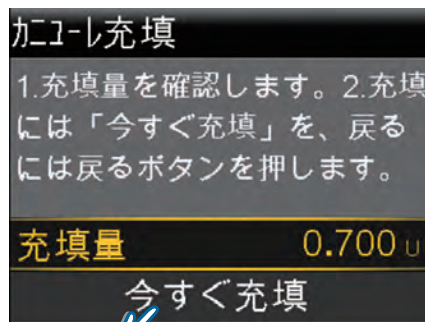 カニューレ充填
1.充填量を確認します。2.充填
には「今すぐ充填」を、戻る
には戻るボタンを押します。
充填量 0.700 U
今すぐ充填